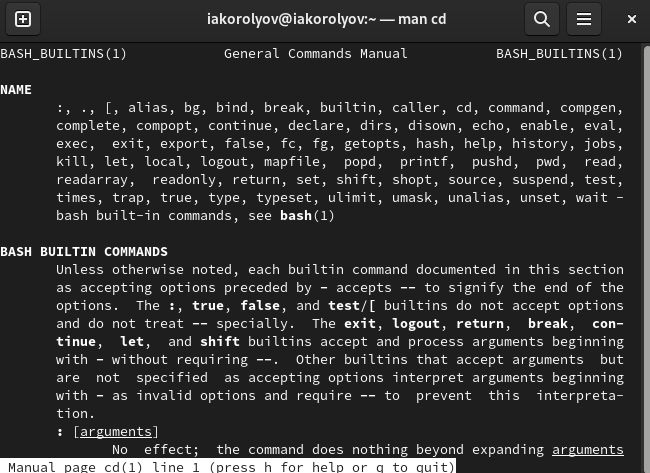 iakorolyov@iakorolyov:~ — man cd
BASH_BUILTINS(1) General Commands Manual BASH_BUILTINS(1)
NAME
:, ., [, alias, bg, bind, break, builtin, caller, cd, command, compgen,
complete, compopt, continue, declare, dirs, disown, echo, enable, eval,
exec, exit, export, false, fc, fg, getopts, hash, help, history, jobs,
kill, let, local, logout, mapfile, popd, printf, pushd, pwd, read,
readarray, readonly, return, set, shift, shopt, source, suspend, test,
times, trap, true, type, typeset, ulimit, umask, unalias, unset, wait -
bash built-in commands, see bash(1)
BASH BUILTIN COMMANDS
Unless otherwise noted, each builtin command documented in this section
as accepting options preceded by - accepts -- to signify the end of the
options. The :, true, false, and test/[ builtins do not accept options
and do not treat -- specially. The exit, logout, return, break, con-
tinue, let, and shift builtins accept and process arguments beginning
with - without requiring --. Other builtins that accept arguments but
are not specified as accepting options interpret arguments beginning
with - as invalid options and require -- to prevent this interpreta-
tion.
: [arguments]
No effect; the command does nothing beyond expanding arguments
Manual page cd(1) line 1 (press h for help or q to quit)